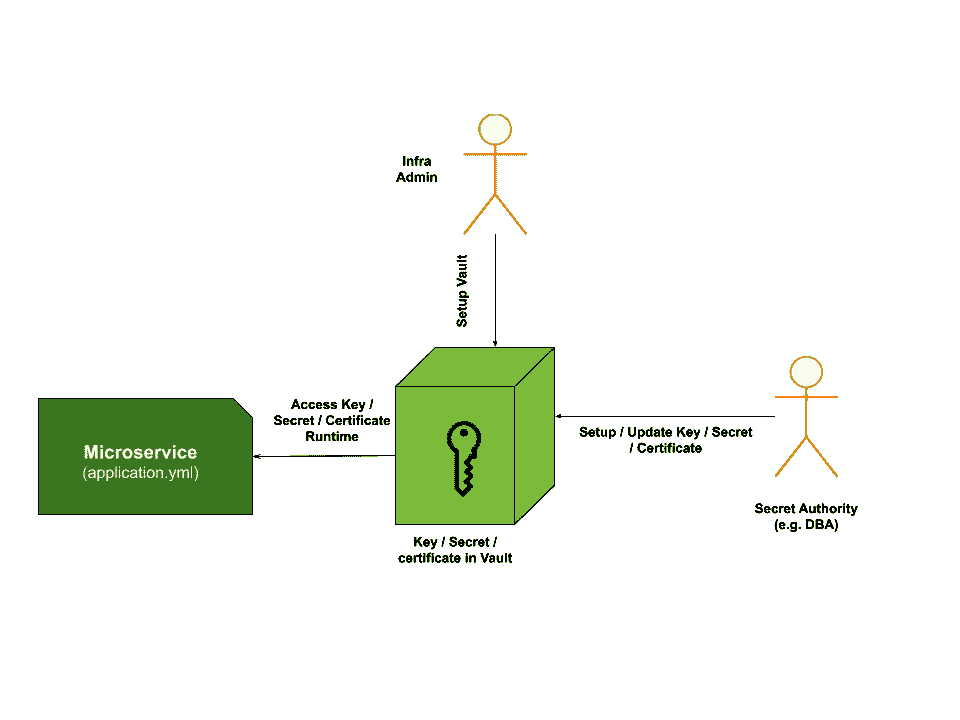 Infra
Admin
Setup Vault
Access Key /
Secret / Certificate
Runtime
Microservice
(application.yml)
Setup / Update Key / Secret
/ Certificate
Secret Authority
(e.g. DBA)
Key / Secret /
certificate in Vault